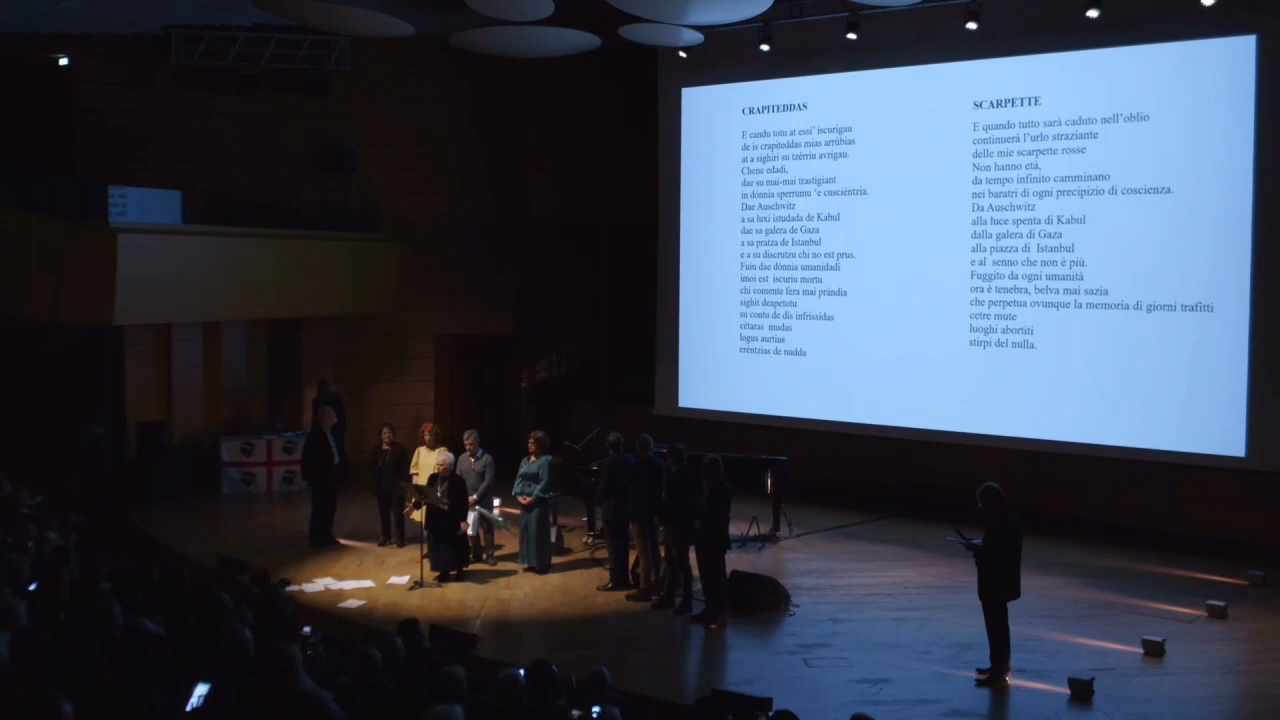 CRAPITEDDAS
E candu totu at essi' iscurigau
de is crapiteddas mias arrùbias
at a sighiri su tzérriu avrigau.
Chene edadi,
dae su mai-mai trastigiant
in dónnia sperrumu 'e cusciéntzia.
Dae Auschwitz
a sa luxi istudada de Kabul
dae sa galera de Gaza
a sa pratza de Istanbul
e a su discrutzu chi no est prus.
Fuiu dae dónnia umanidadi
imoi est iscuriu mortu
chi comente fera mai pràndia
sighit deapetotu
su contu de dis infrissidas
cètaras mudas
logus aurtius
eréntzias de nudda
SCARPETTE
E quando tutto sarà caduto nell'oblio
continuerà l'urlo straziante
delle mie scarpette rosse
Non hanno età,
da tempo infinito camminano
nei baratri di ogni precipizio di coscienza.
Da Auschwitz
alla luce spenta di Kabul
dalla galera di Gaza
alla piazza di Istanbul
e al senno che non è più.
Fuggito da ogni umanità
ora è tenebra, belva mai sazia
che perpetua ovunque la memoria di giorni trafitti
cetre mute
luoghi abortiti
stirpi del nulla.